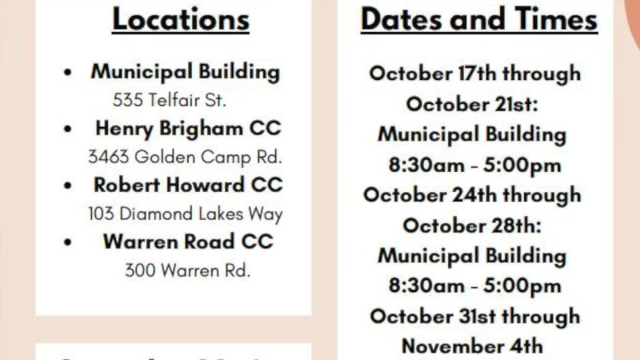 Locations
• Municipal Building
535 Telfair St.
• Henry Brigham CC
3463 Golden Camp Rd.
• Robert Howard CC
103 Diamond Lakes Way
• Warren Road CC
300 Warren Rd.
Dates and Times
October 17th through
October 21st:
Municipal Building
8:30am - 5:00pm
October 24th through
October 28th:
Municipal Building
8:30am - 5:00pm
October 31st through
November 4th